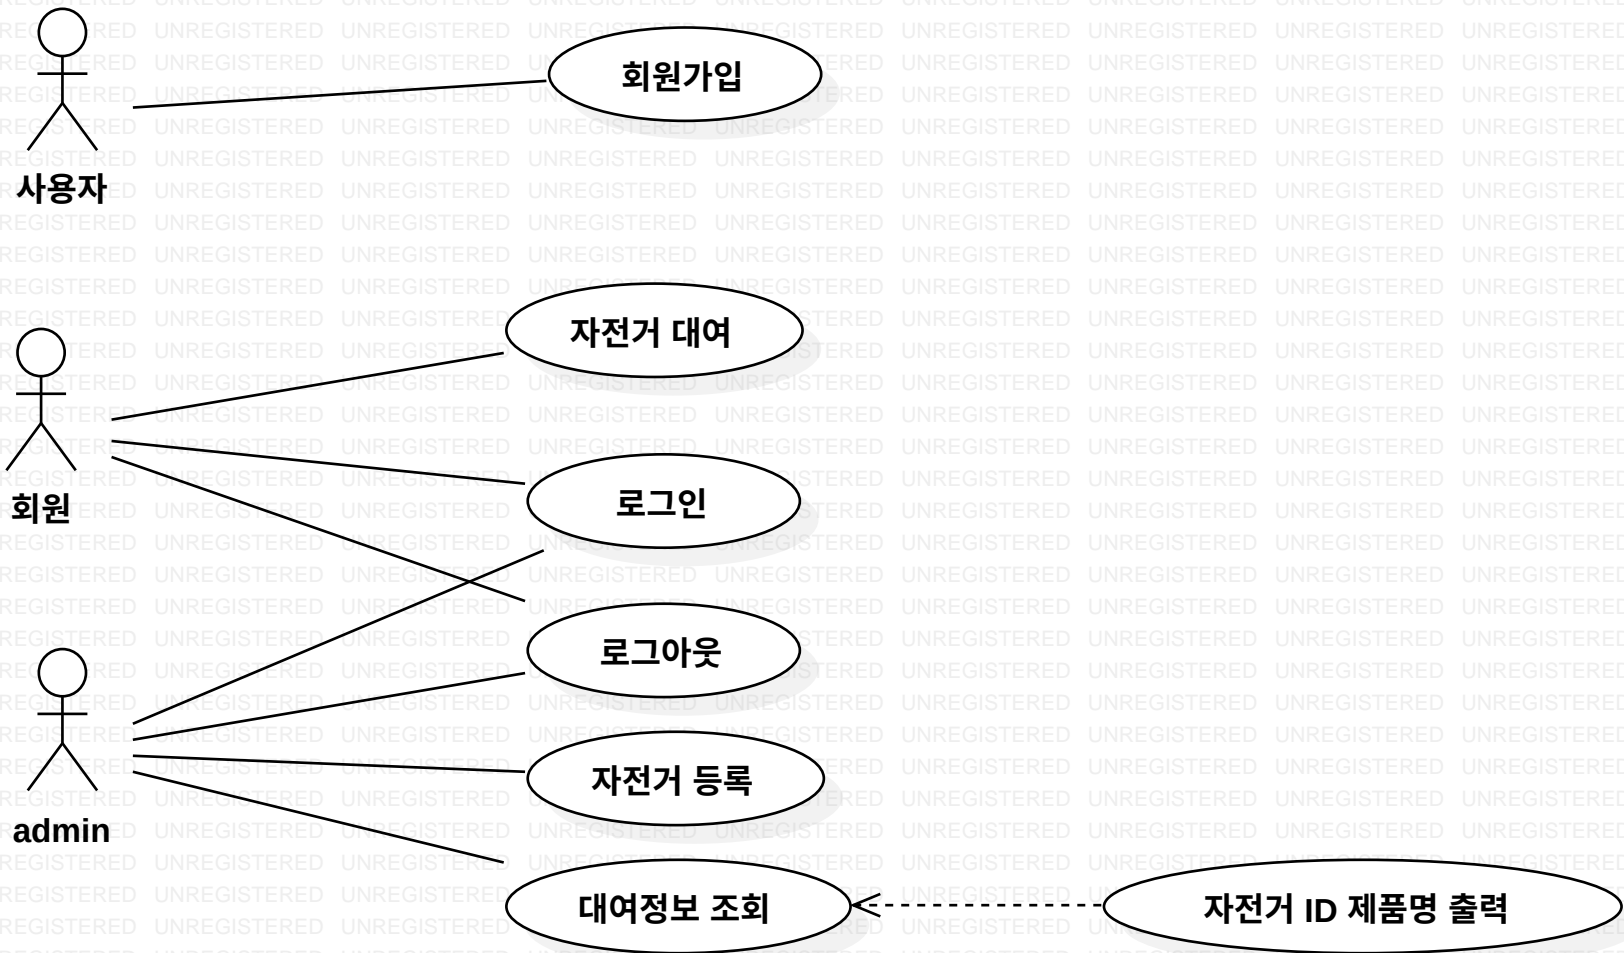 회원가입
사용자
자전거 대여
로그인
회원
로그아웃
자전거 등록
admin
대여정보 조회
자전거 ID 제품명 출력
UNREGISTERED